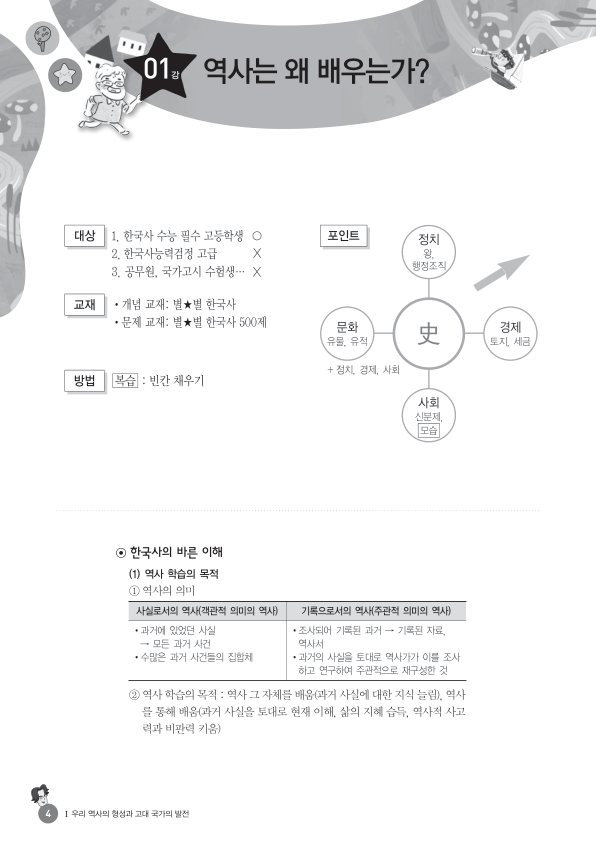 01강 역사는 왜 배우는가?
대상
1. 한국사 수능 필수 고등학생 ○
2. 한국사능력검정 고급 X
3. 공무원, 국가고시 수험생… X
교재
• 개념 교재: 별★별 한국사
• 문제 교재: 별★별 한국사 500제
방법
복습 : 빈칸 채우기
포인트
정치
왕,
행정조직
문화
유물, 유적
+ 정치, 경제, 사회
史
경제
토지, 세금
사회
신분제,
모습
⊙ 한국사의 바른 이해
(1) 역사 학습의 목적
① 역사의 의미
사실로서의 역사(객관적 의미의 역사)
기록으로서의 역사(주관적 의미의 역사)
• 과거에 있었던 사실
→ 모든 과거 사건
• 수많은 과거 사건들의 집합체
• 조사되어 기록된 과거 → 기록된 자료,
역사서
• 과거의 사실을 토대로 역사가가 이를 조사
하고 연구하여 주관적으로 재구성한 것
② 역사 학습의 목적 : 역사 그 자체를 배움(과거 사실에 대한 지식 늘림), 역사
를 통해 배움(과거 사실을 토대로 현재 이해, 삶의 지혜 습득, 역사적 사고
력과 비판력 키움)
4 Ⅰ 우리 역사의 형성과 고대 국가의 발전